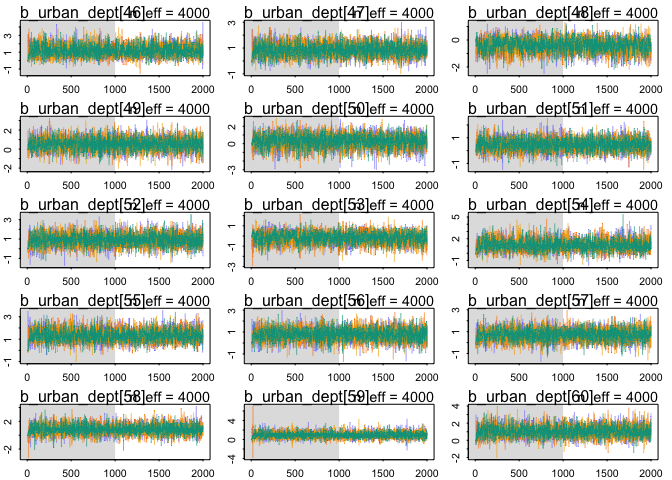 b_urban_dept[46] n_eff = 4000
b_urban_dept[47] n_eff = 4000
b_urban_dept[48] n_eff = 4000
-1 1 3
-1 1 3
-2 0
0 500 1000 2000
0 500 1000 2000
0 500 1000 2000
b_urban_dept[49] n_eff = 4000
b_urban_dept[50] n_eff = 4000
b_urban_dept[51] n_eff = 4000
-2 0 2
-1 1
0 500 1000 2000
0 500 1000 2000
0 500 1000 2000
b_urban_dept[52] n_eff = 4000
b_urban_dept[53] n_eff = 4000
b_urban_dept[54] n_eff = 4000
-1 1 3
-3 -1 1
-1 2 5
0 500 1000 2000
0 500 1000 2000
0 500 1000 2000
b_urban_dept[55] n_eff = 4000
b_urban_dept[56] n_eff = 4000
b_urban_dept[57] n_eff = 4000
-1 1 3
-1 1 3
-1 1 3
0 500 1000 2000
0 500 1000 2000
0 500 1000 2000
b_urban_dept[58] n_eff = 4000
b_urban_dept[59] n_eff = 4000
b_urban_dept[60] n_eff = 4000
-2 2
-4 0 4
-2 0 2 4
0 500 1000 2000
0 500 1000 2000
0 500 1000 2000